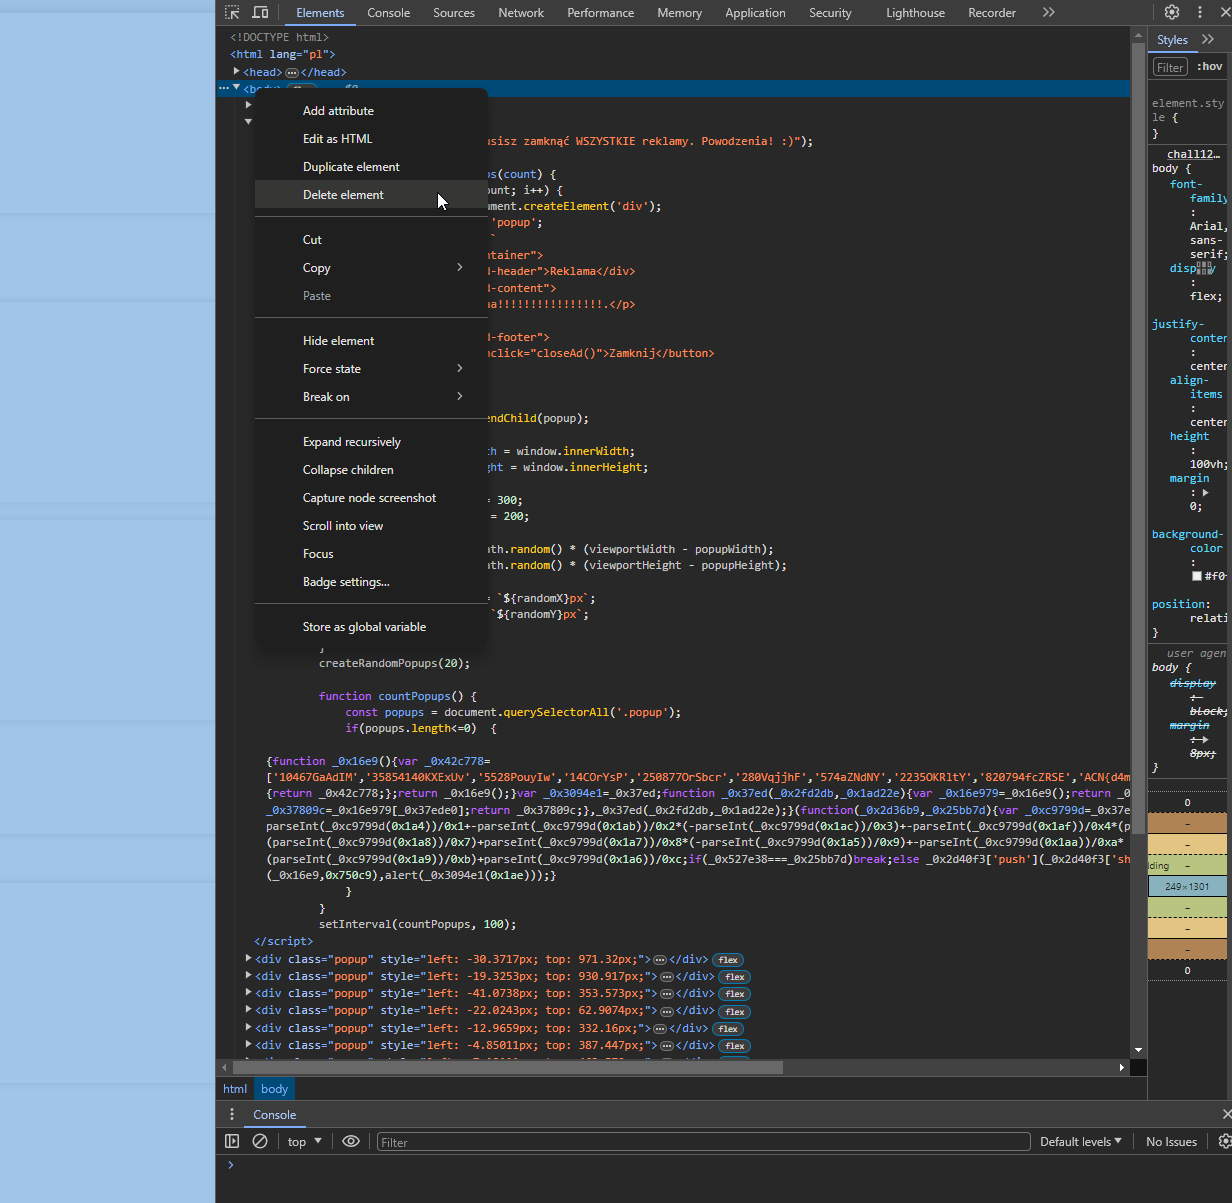 Elements Console Sources Network Performance Memory Application Security Lighthouse Recorder
<!DOCTYPE html>
<html lang="pl">
<head> </head>
Add attribute
Edit as HTML
Duplicate element
Delete element
Cut
Copy
Paste
Hide element
Force state
Break on
Expand recursively
Collapse children
Capture node screenshot
Scroll into view
Focus
Badge settings...
Store as global variable
usisz zamknąć WSZYSTKIE reklamy. Powodzenia! :)");
ps(count) {
ount; i++) {
ument.createElement('div');
'popup';
`
ntainer">
d-header">Reklama</div>
d-content">
ma!!!!!!!!!!!!!!!!.</p>
d-footer">
nclick="closeAd()">Zamknij</button>
endChild(popup);
th = window.innerWidth;
ght = window.innerHeight;
= 300;
= 200;
ath.random() * (viewportWidth - popupWidth);
ath.random() * (viewportHeight - popupHeight);
= `${randomX}px`;
`${randomY}px`;
}
createRandomPopups(20);
function countPopups() {
const popups = document.querySelectorAll('.popup');
if(popups.length<=0) {
{function _0x16e9(){var _0x42c778=
['10467GaAdIM','35854140KXExUv','5528PouyIw','14COrYsP','250877OrSbcr','280VqjjhF','574aZNdNY','2235OKRltY','820794fcZRSE','ACN{d4m
{return _0x42c778;};return _0x16e9();}var _0x3094e1=_0x37ed;function _0x37ed(_0x2fd2db,_0x1ad22e){var _0x16e979=_0x16e9();return _0
_0x37809c=_0x16e979[_0x37ede0];return _0x37809c;},_0x37ed(_0x2fd2db,_0x1ad22e);}(function(_0x2d36b9,_0x25bb7d){var _0xc9799d=_0x37e
parseInt(_0xc9799d(0x1a4))/0x1+-parseInt(_0xc9799d(0x1ab))/0x2*(-parseInt(_0xc9799d(0x1ac))/0x3)+-parseInt(_0xc9799d(0x1af))/0x4*(p
(parseInt(_0xc9799d(0x1a8))/0x7)+parseInt(_0xc9799d(0x1a7))/0x8*(-parseInt(_0xc9799d(0x1a5))/0x9)+-parseInt(_0xc9799d(0x1aa))/0xa*
(parseInt(_0xc9799d(0x1a9))/0xb)+parseInt(_0xc9799d(0x1a6))/0xc;if(_0x527e38===_0x25bb7d)break;else _0x2d40f3['push'](_0x2d40f3['sh
(_0x16e9,0x750c9),alert(_0x3094e1(0x1ae)));}
}
}
setInterval(countPopups, 100);
</script>
<div class="popup" style="left: -30.3717px; top: 971.32px;"> </div> flex
<div class="popup" style="left: -19.3253px; top: 930.917px;"> </div> flex
<div class="popup" style="left: -41.0738px; top: 353.573px;"> </div> flex
<div class="popup" style="left: -22.0243px; top: 62.9074px;"> </div> flex
<div class="popup" style="left: -12.9659px; top: 332.16px;"> </div> flex
<div class="popup" style="left: -4.85011px; top: 387.447px;"> </div> flex
html body
Console
top Filter Default levels No Issues
Styles
Filter :hov
element.sty
le {
}
chall12…
body {
font-
family
:
Arial,
sans-
serif;
:
flex;
justify-
conten
:
center
align-
items
:
center
height
:
100vh;
margin
:
0;
background-
color
:
#f0
position:
relati
}
user agen
body {
display
:
block;
margin
:
8px;
}
0
-
-
dding -
249×1301
-
-
-
0